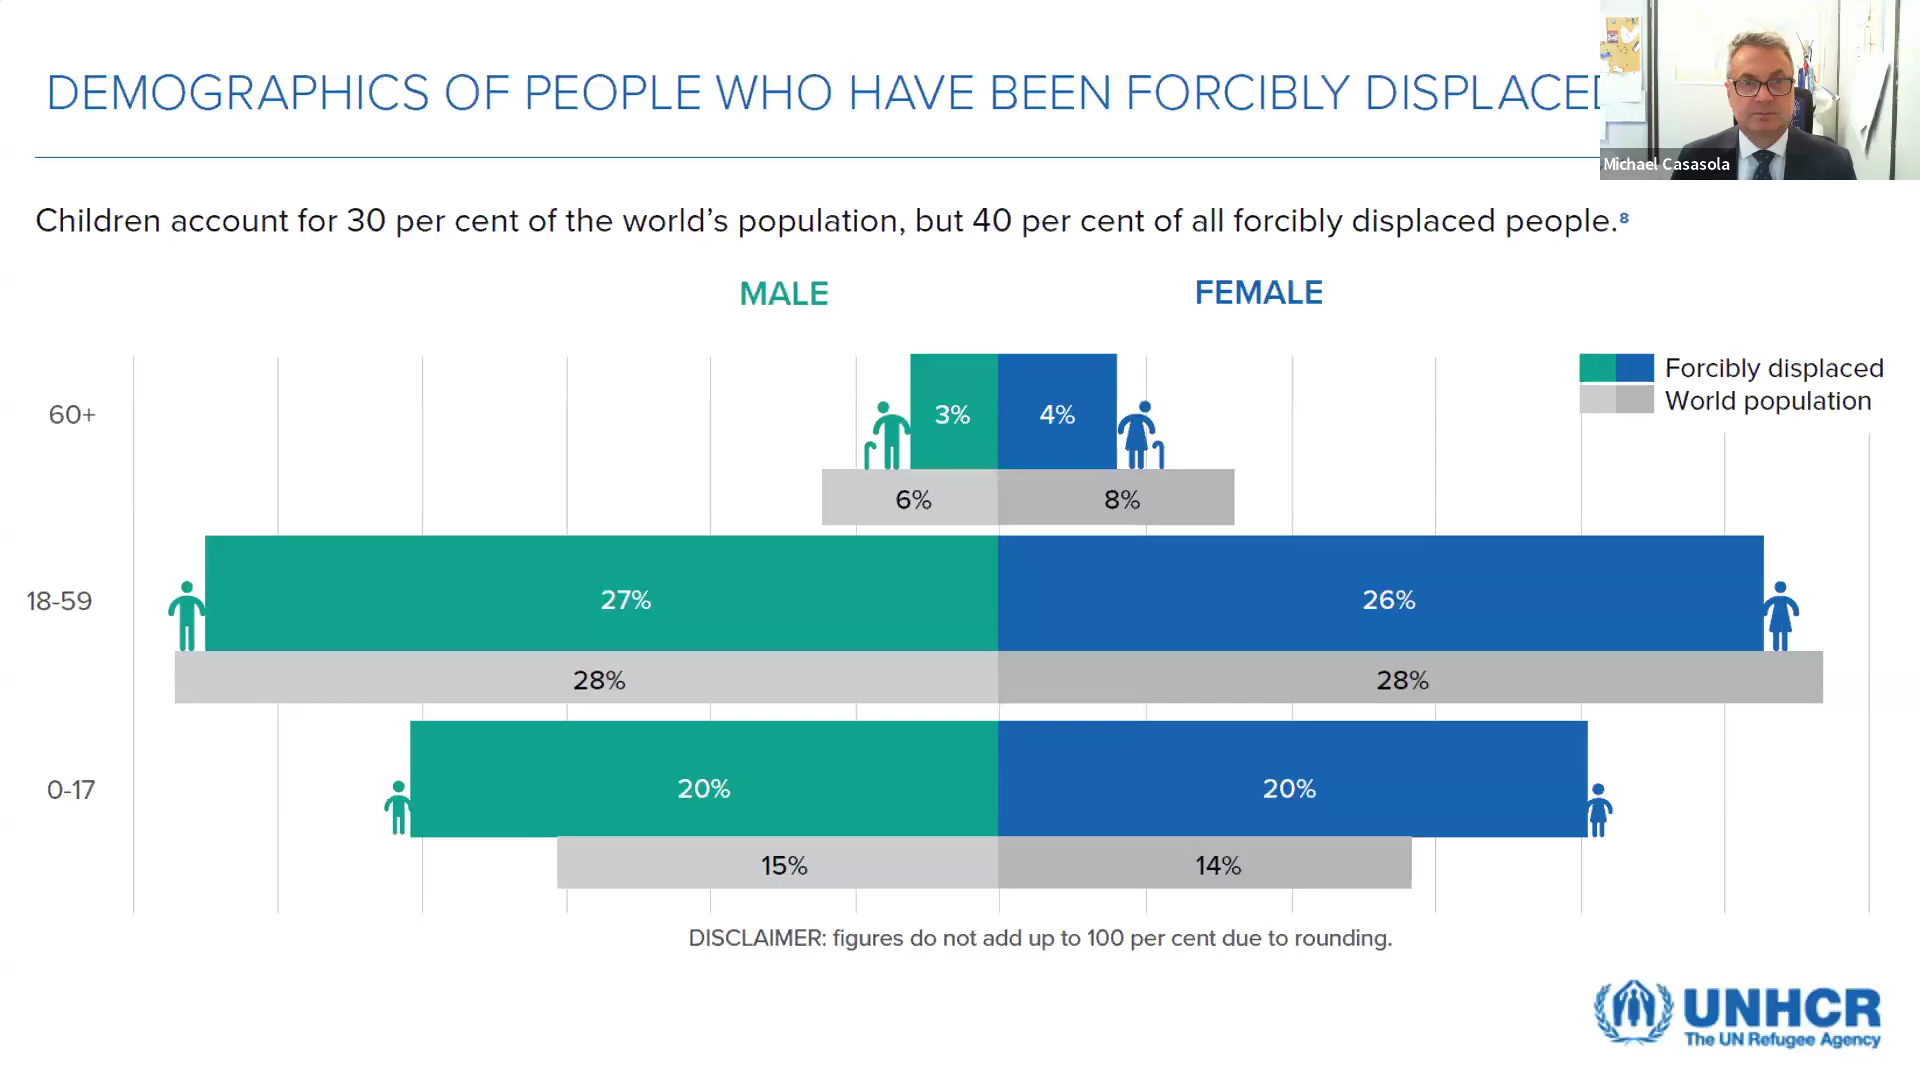 DEMOGRAPHICS OF PEOPLE WHO HAVE BEEN FORCIBLY DISPLACED
Michael Casasola
Children account for 30 per cent of the world's population, but 40 per cent of all forcibly displaced people.⁸
MALE
FEMALE
Forcibly displaced
World population
60+
3%
4%
6%
8%
18-59
27%
26%
28%
28%
0-17
20%
20%
15%
14%
DISCLAIMER: figures do not add up to 100 per cent due to rounding.
UNHCR
The UN Refugee Agency